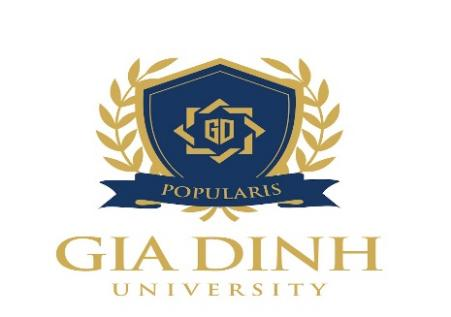 GD
POPULARIS
GIA DINH
UNIVERSITY